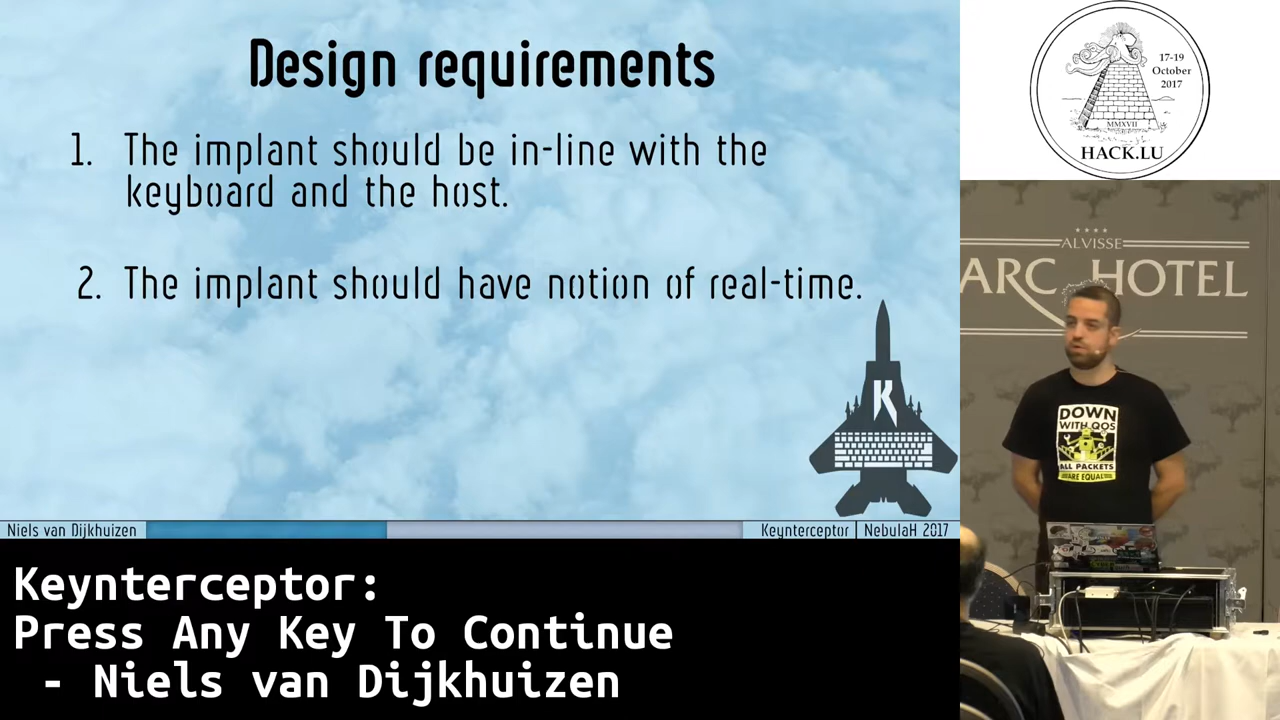 Design requirements
1. The implant should be in-line with the
keyboard and the host.
2. The implant should have notion of real-time.
K
Niels van Dijkhuizen
Keynterceptor | NebulaH 2017
Keynterceptor:
Press Any Key To Continue
- Niels van Dijkhuizen
17-19
October
2017
MMXVII
HACK.LU
ALVISSE
ARC HOTEL
DOWN
WITH QOS
ALL PACKETS
ARE EQUAL